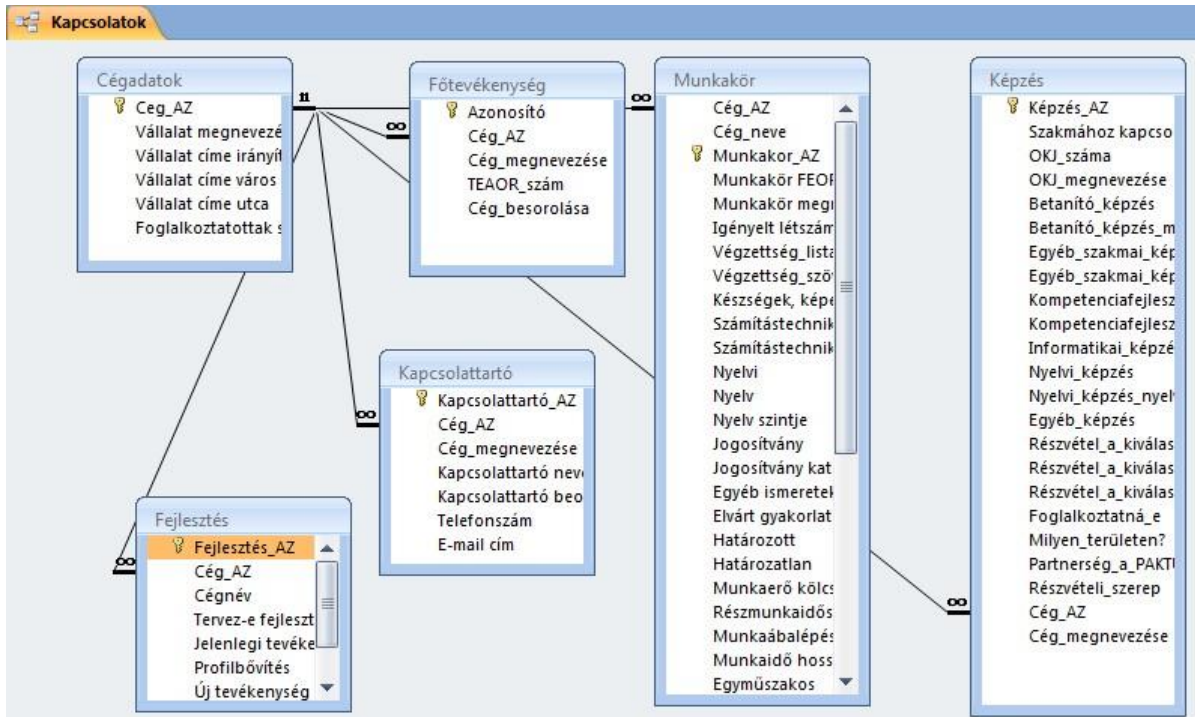 Kapcsolatok
Cégadatok
Ceg_AZ
Vállalat megnevezé
Vállalat címe irányít
Vállalat címe város
Vállalat címe utca
Foglalkoztatottak s
Főtevékenység
Azonosító
Cég_AZ
Cég_megnevezése
TEAOR_szám
Cég_besorolása
Munkakör
Cég_AZ
Cég_neve
Munkakor_AZ
Munkakör FEOR
Munkakör megn
Igényelt létszám
Végzettség_lista
Végzettség_szöv
Készségek, képe
Számítástechnik
Számítástechnik
Nyelvi
Nyelv
Nyelv szintje
Jogosítvány
Jogosítvány kat
Egyéb ismeretek
Elvárt gyakorlat
Határozott
Határozatlan
Munkaerő kölcs
Részmunkaidős
Munkaábalépés
Munkaidő hoss
Egyműszakos
Képzés
Képzés_AZ
Szakmához kapcso
OKJ_száma
OKJ_megnevezése
Betanító_képzés
Betanító_képzés_m
Egyéb_szakmai_kép
Egyéb_szakmai_kép
Kompetenciafejlesz
Kompetenciafejlesz
Informatikai_képzé
Nyelvi_képzés
Nyelvi_képzés_nyelv
Egyéb_képzés
Részvétel_a_kiválas
Részvétel_a_kiválas
Részvétel_a_kiválas
Foglalkoztatná_e
Milyen_területen?
Partnerség_a_PAKTU
Részvételi_szerep
Cég_AZ
Cég_megnevezése
Kapcsolattartó
Kapcsolattartó_AZ
Cég_AZ
Cég_megnevezése
Kapcsolattartó neve
Kapcsolattartó beo
Telefonszám
E-mail cím
Fejlesztés
Fejlesztés_AZ
Cég_AZ
Cégnév
Tervez-e fejleszt
Jelenlegi tevéke
Profilbővítés
Új tevékenység